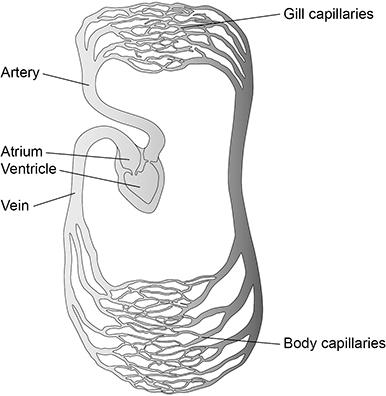 Gill capillaries
Artery
Atrium
Ventricle
Vein
Body capillaries